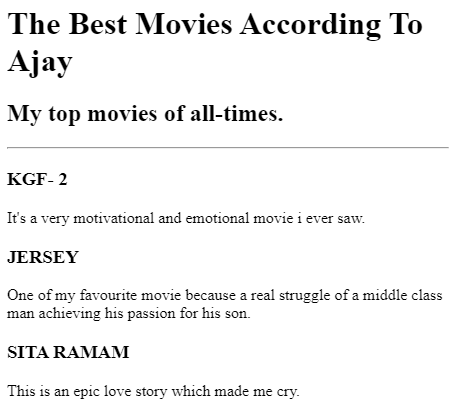 The Best Movies According To
Ajay
My top movies of all-times.
KGF- 2
It's a very motivational and emotional movie i ever saw.
JERSEY
One of my favourite movie because a real struggle of a middle class
man achieving his passion for his son.
SITA RAMAM
This is an epic love story which made me cry.